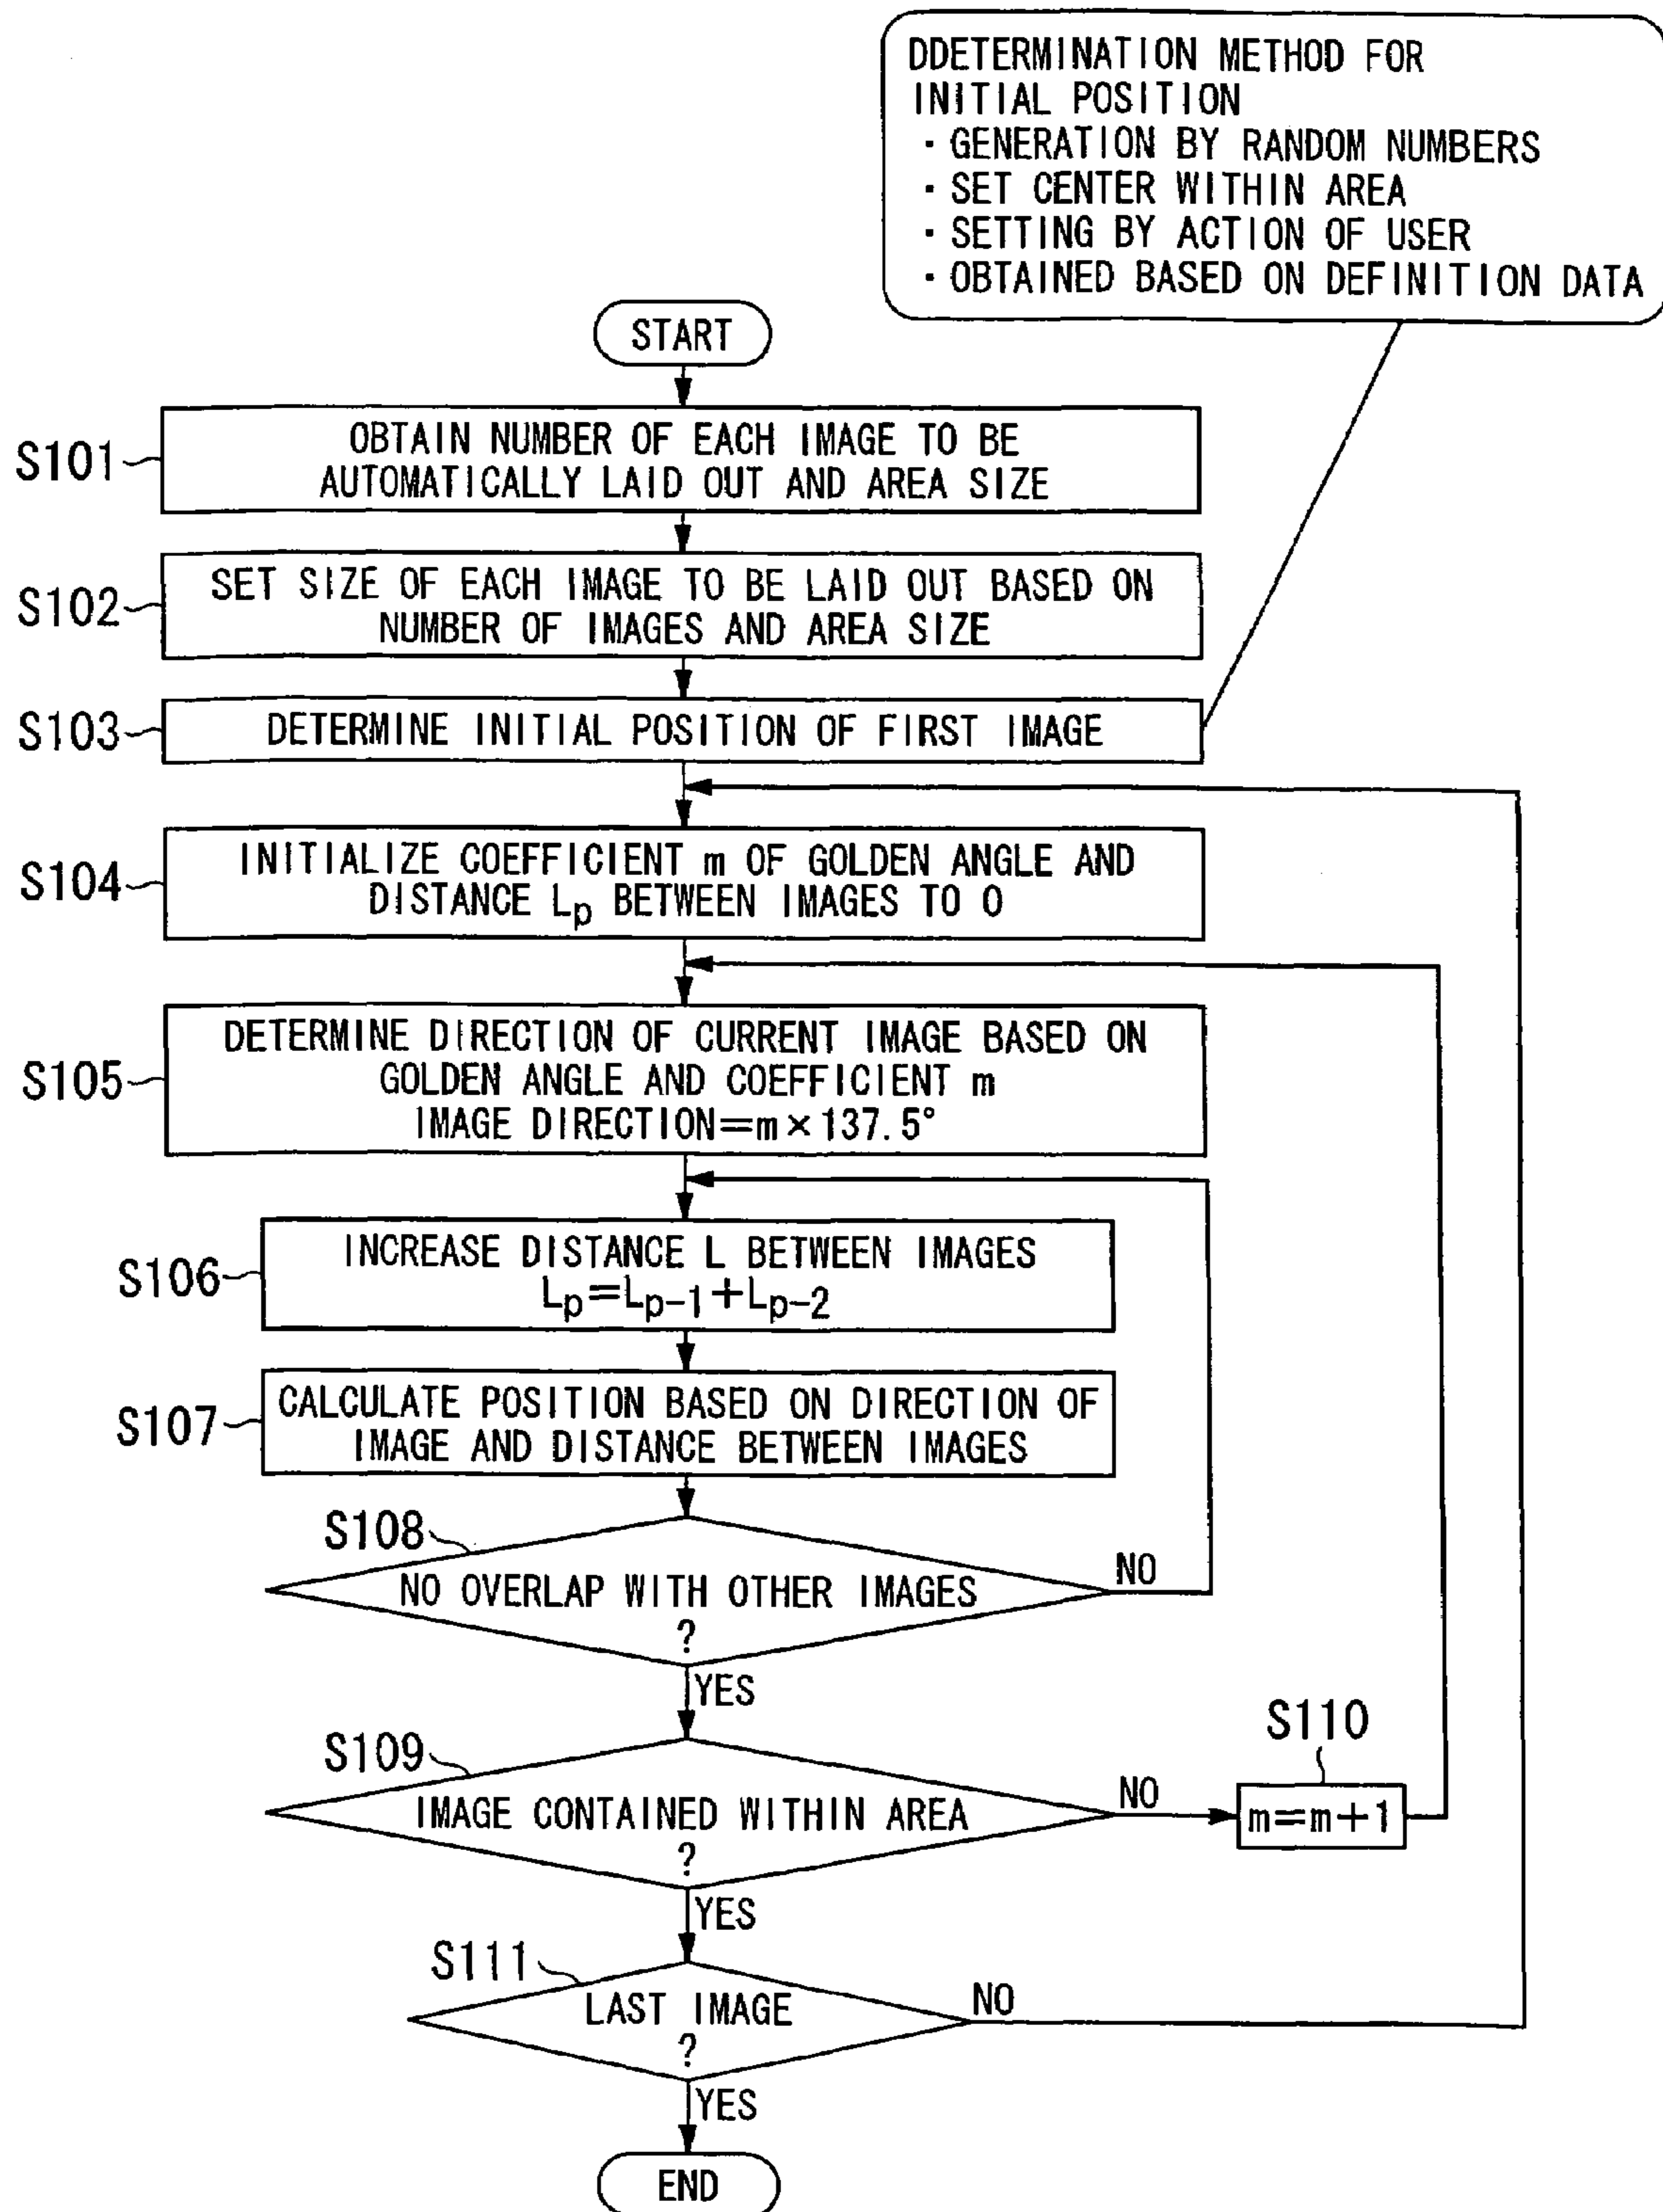 DDETERMINATION METHOD FOR
INITIAL POSITION
・GENERATION BY RANDOM NUMBERS
・SET CENTER WITHIN AREA
・SETTING BY ACTION OF USER
・OBTAINED BASED ON DEFINITION DATA
START
S101
OBTAIN NUMBER OF EACH IMAGE TO BE
AUTOMATICALLY LAID OUT AND AREA SIZE
S102
SET SIZE OF EACH IMAGE TO BE LAID OUT BASED ON
NUMBER OF IMAGES AND AREA SIZE
S103
DETERMINE INITIAL POSITION OF FIRST IMAGE
S104
INITIALIZE COEFFICIENT m OF GOLDEN ANGLE AND
DISTANCE Lp BETWEEN IMAGES TO 0
S105
DETERMINE DIRECTION OF CURRENT IMAGE BASED ON
GOLDEN ANGLE AND COEFFICIENT m
IMAGE DIRECTION=m×137.5°
S106
INCREASE DISTANCE L BETWEEN IMAGES
Lp=Lp-1+Lp-2
S107
CALCULATE POSITION BASED ON DIRECTION OF
IMAGE AND DISTANCE BETWEEN IMAGES
S108
NO OVERLAP WITH OTHER IMAGES
?
NO
YES
S109
IMAGE CONTAINED WITHIN AREA
?
NO
S110
m=m+1
YES
S111
LAST IMAGE
?
NO
YES
END